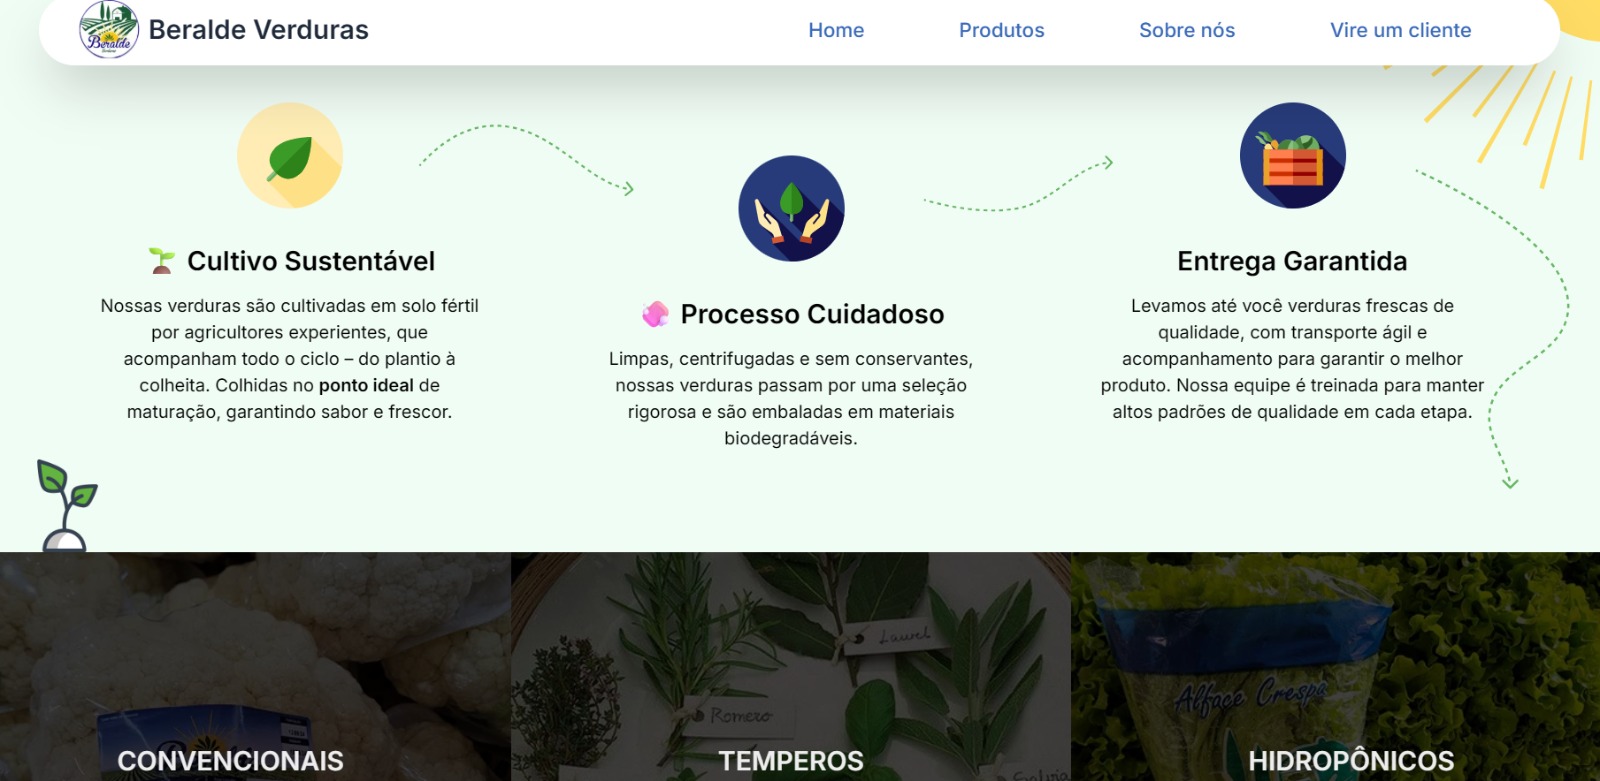 Beralde
Beralde Verduras
Home
Produtos
Sobre nós
Vire um cliente
Cultivo Sustentável
Nossas verduras são cultivadas em solo fértil
por agricultores experientes, que
acompanham todo o ciclo – do plantio à
colheita. Colhidas no ponto ideal de
maturação, garantindo sabor e frescor.
Processo Cuidadoso
Limpas, centrifugadas e sem conservantes,
nossas verduras passam por uma seleção
rigorosa e são embaladas em materiais
biodegradáveis.
Entrega Garantida
Levamos até você verduras frescas de
qualidade, com transporte ágil e
acompanhamento para garantir o melhor
produto. Nossa equipe é treinada para manter
altos padrões de qualidade em cada etapa.
CONVENCIONAIS
Laurel
Romero
Salvia
TEMPEROS
Alface Crespa
HIDROPÔNICOS